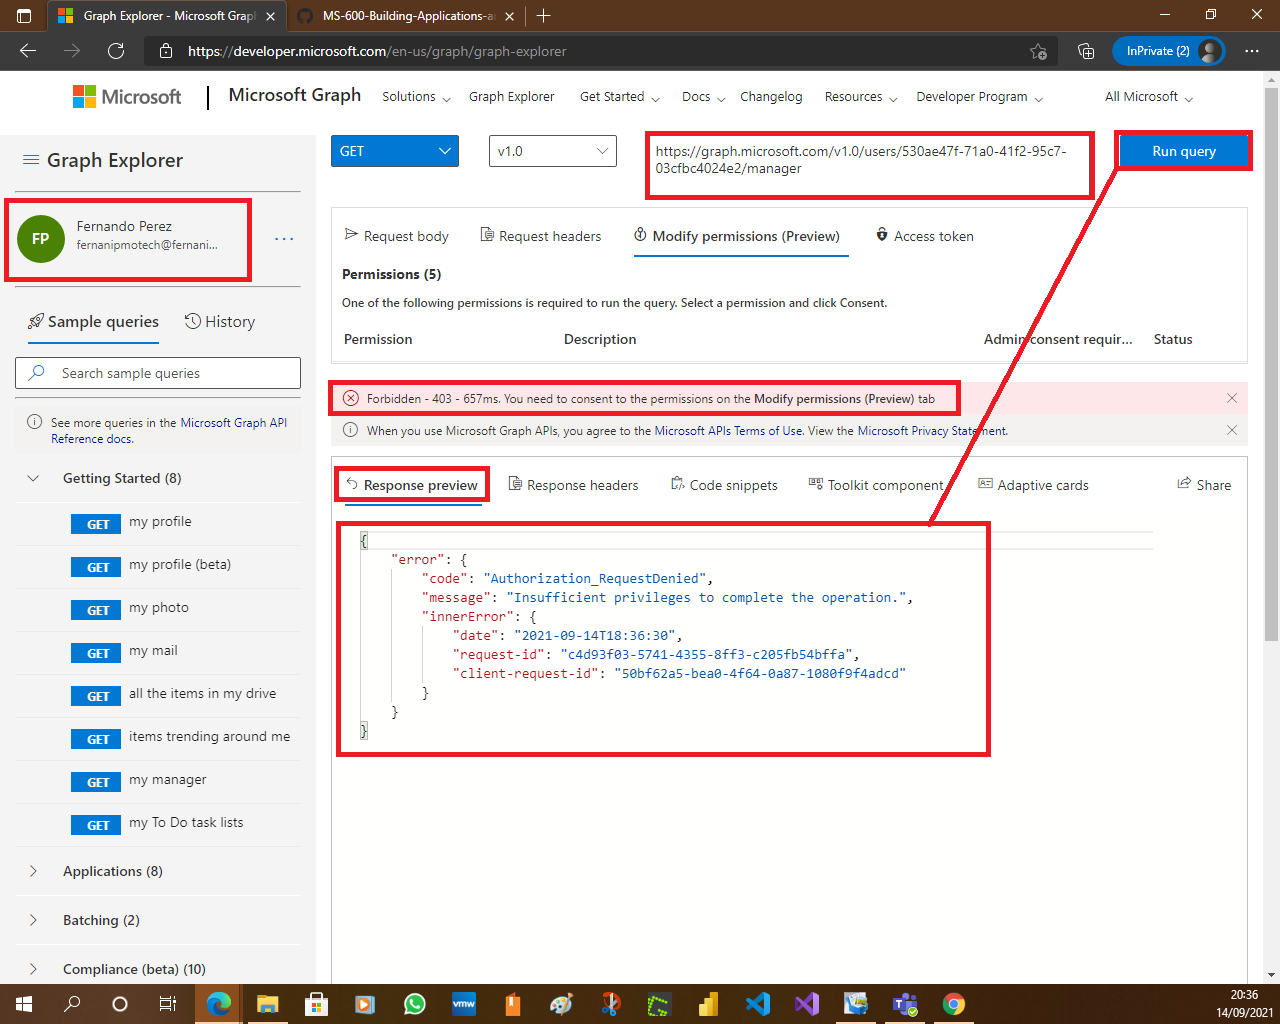 Graph Explorer - Microsoft Graph
MS-600-Building-Applications-a
https://developer.microsoft.com/en-us/graph/graph-explorer
InPrivate (2)
Microsoft
Microsoft Graph
Solutions
Graph Explorer
Get Started
Docs
Changelog
Resources
Developer Program
All Microsoft
Graph Explorer
GET
v1.0
https://graph.microsoft.com/v1.0/users/530ae47f-71a0-41f2-95c7-
03cfbc4024e2/manager
Run query
FP
Fernando Perez
fernanipmotech@fernani...
Request body
Request headers
Modify permissions (Preview)
Access token
Permissions (5)
One of the following permissions is required to run the query. Select a permission and click Consent.
Permission
Description
Admin consent requir...
Status
Sample queries
History
Search sample queries
See more queries in the Microsoft Graph API
Reference docs.
Forbidden - 403 - 657ms. You need to consent to the permissions on the Modify permissions (Preview) tab
When you use Microsoft Graph APIs, you agree to the Microsoft APIs Terms of Use. View the Microsoft Privacy Statement.
Getting Started (8)
GET my profile
GET my profile (beta)
GET my photo
GET my mail
GET all the items in my drive
GET items trending around me
GET my manager
GET my To Do task lists
Applications (8)
Batching (2)
Compliance (beta) (10)
Response preview
Response headers
Code snippets
Toolkit component
Adaptive cards
Share
{
"error": {
"code": "Authorization_RequestDenied",
"message": "Insufficient privileges to complete the operation.",
"innerError": {
"date": "2021-09-14T18:36:30",
"request-id": "c4d93f03-5741-4355-8ff3-c205fb54bffa",
"client-request-id": "50bf62a5-bea0-4f64-0a87-1080f9f4adcd"
}
}
}
vmw
20:36
14/09/2021